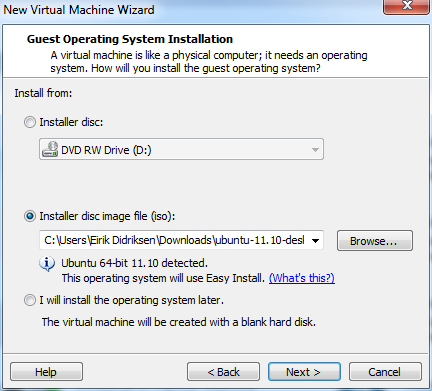 New Virtual Machine Wizard
Guest Operating System Installation
A virtual machine is like a physical computer; it needs an operating
system. How will you install the guest operating system?
Install from:
Installer disc:
DVD RW Drive (D:)
Installer disc image file (iso):
C:\Users\Eirik Didriksen\Downloads\ubuntu-11.10-desl
Browse...
Ubuntu 64-bit 11.10 detected.
This operating system will use Easy Install. (What's this?)
I will install the operating system later.
The virtual machine will be created with a blank hard disk.
Help
< Back
Next >
Cancel